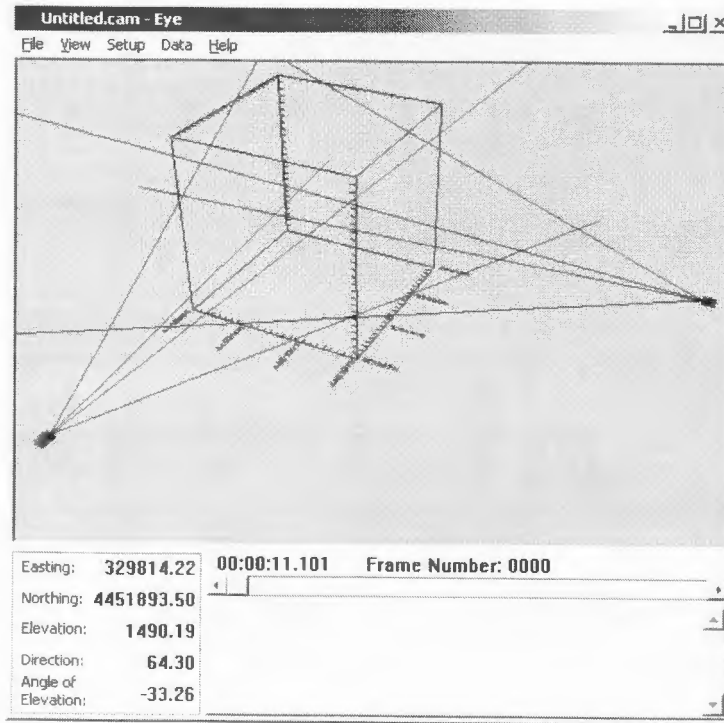 Untitled.cam - Eye
File View Setup Data Help
Easting: 329814.22
Northing: 4451893.50
Elevation: 1490.19
Direction: 64.30
Angle of
Elevation: -33.26
00:00:11.101 Frame Number: 0000